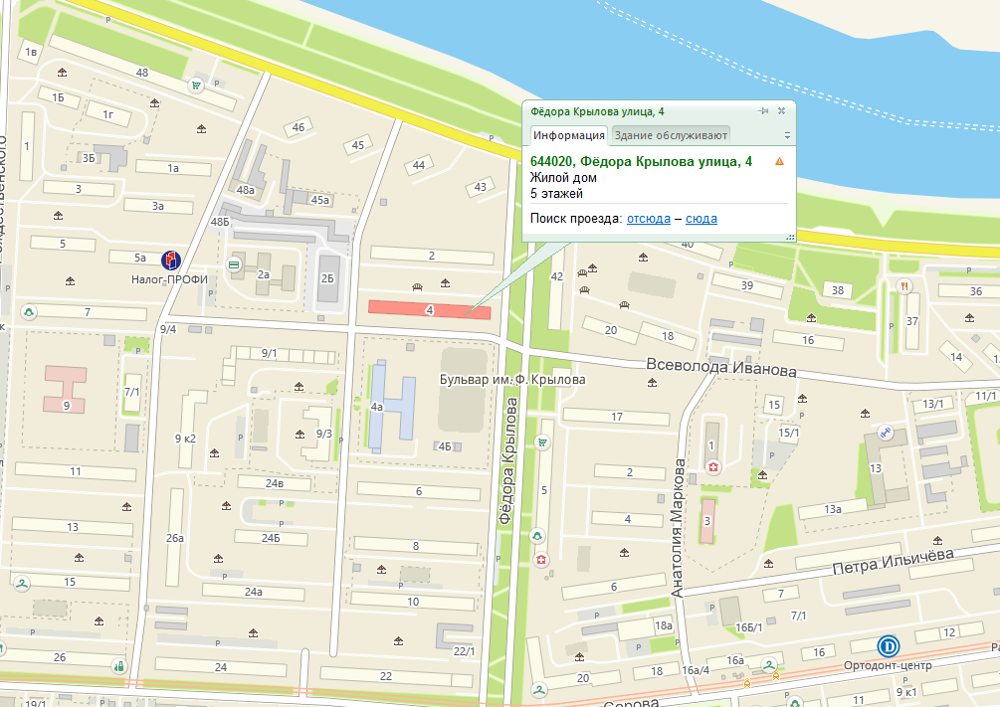 Фёдора Крылова улица, 4
Информация
Здание обслуживают
644020, Фёдора Крылова улица, 4
Жилой дом
5 этажей
Поиск проезда: отсюда – сюда
1в
48
P
1Б
1г
46
45
44
43
1
3Б
1а
3
3а
48а
45а
48Б
5
5а
Налог-ПРОФИ
2а
2Б
2
42
40
39
38
36
7
4
20
18
16
37
14
9/4
9/1
Всеволода Иванова
Бульвар им. Ф. Крылова
9
7/1
4а
9 к2
9/3
4Б
17
15
15/1
13/1
11/1
1
13
11
24в
6
Фёдора Крылова
5
2
Анатолия Маркова
4
3
13а
13
26а
24Б
8
Петра Ильичёва
15
24а
10
6
7
7/1
16Б/1
18а
12
26
24
22/1
22
20
18
16а/4
16а
16
Ортодонт-центр
9 к1
11
19/1